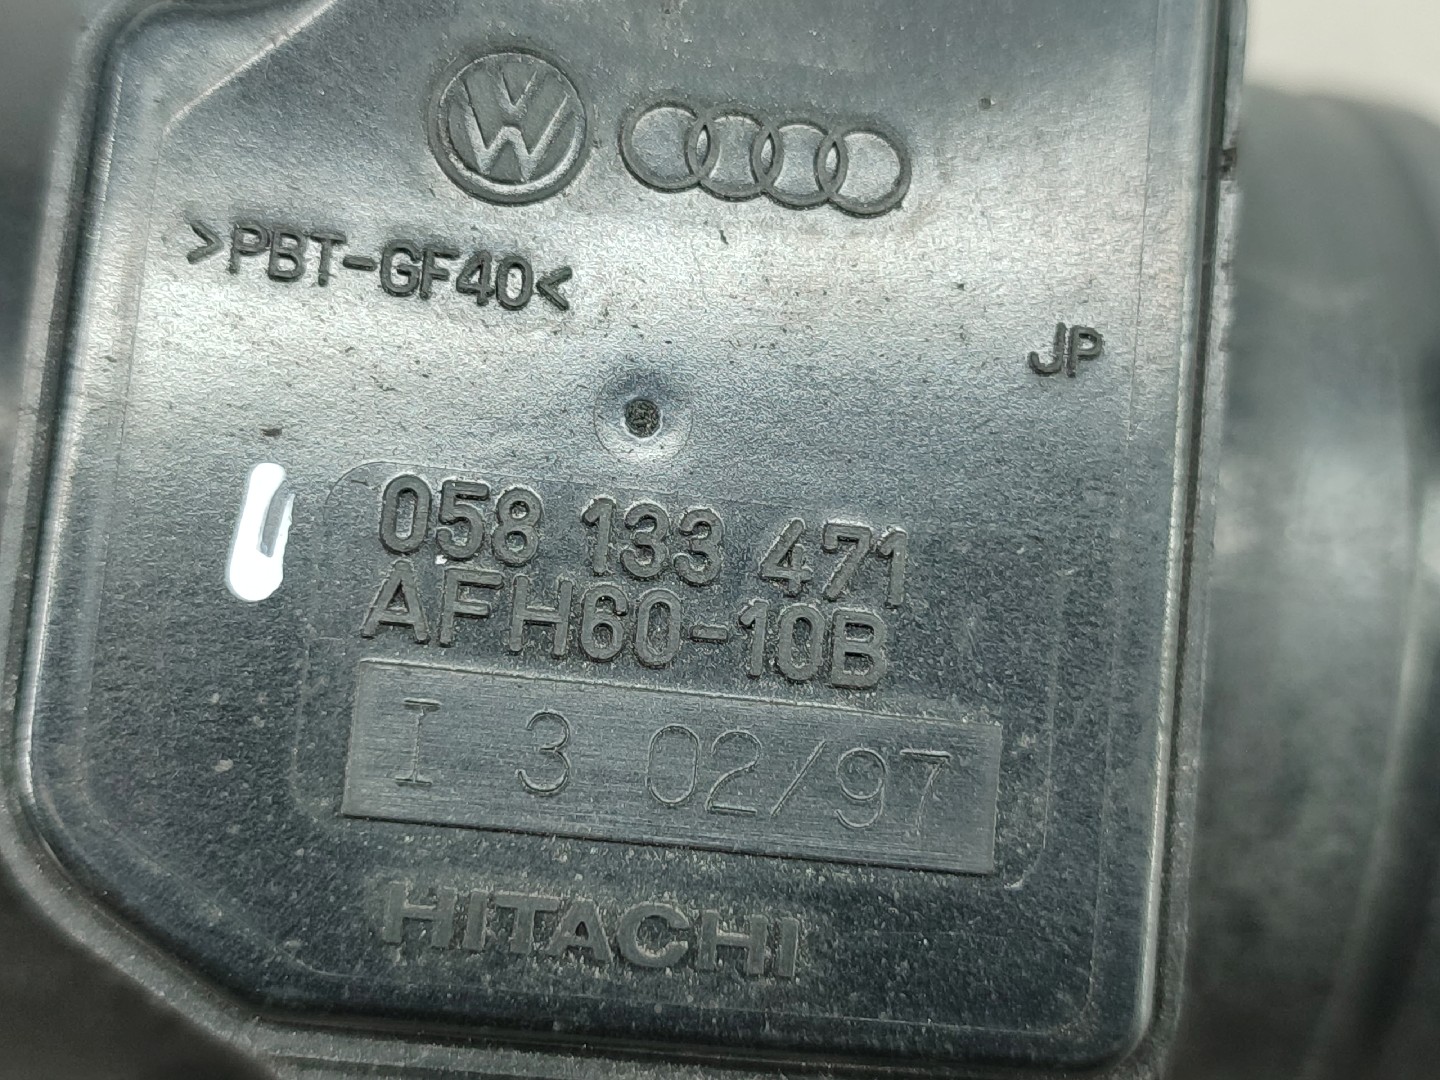 >PBT-GF40<
JP
058 133 471
AFH60-10B
I 3 02/97
HITACHI